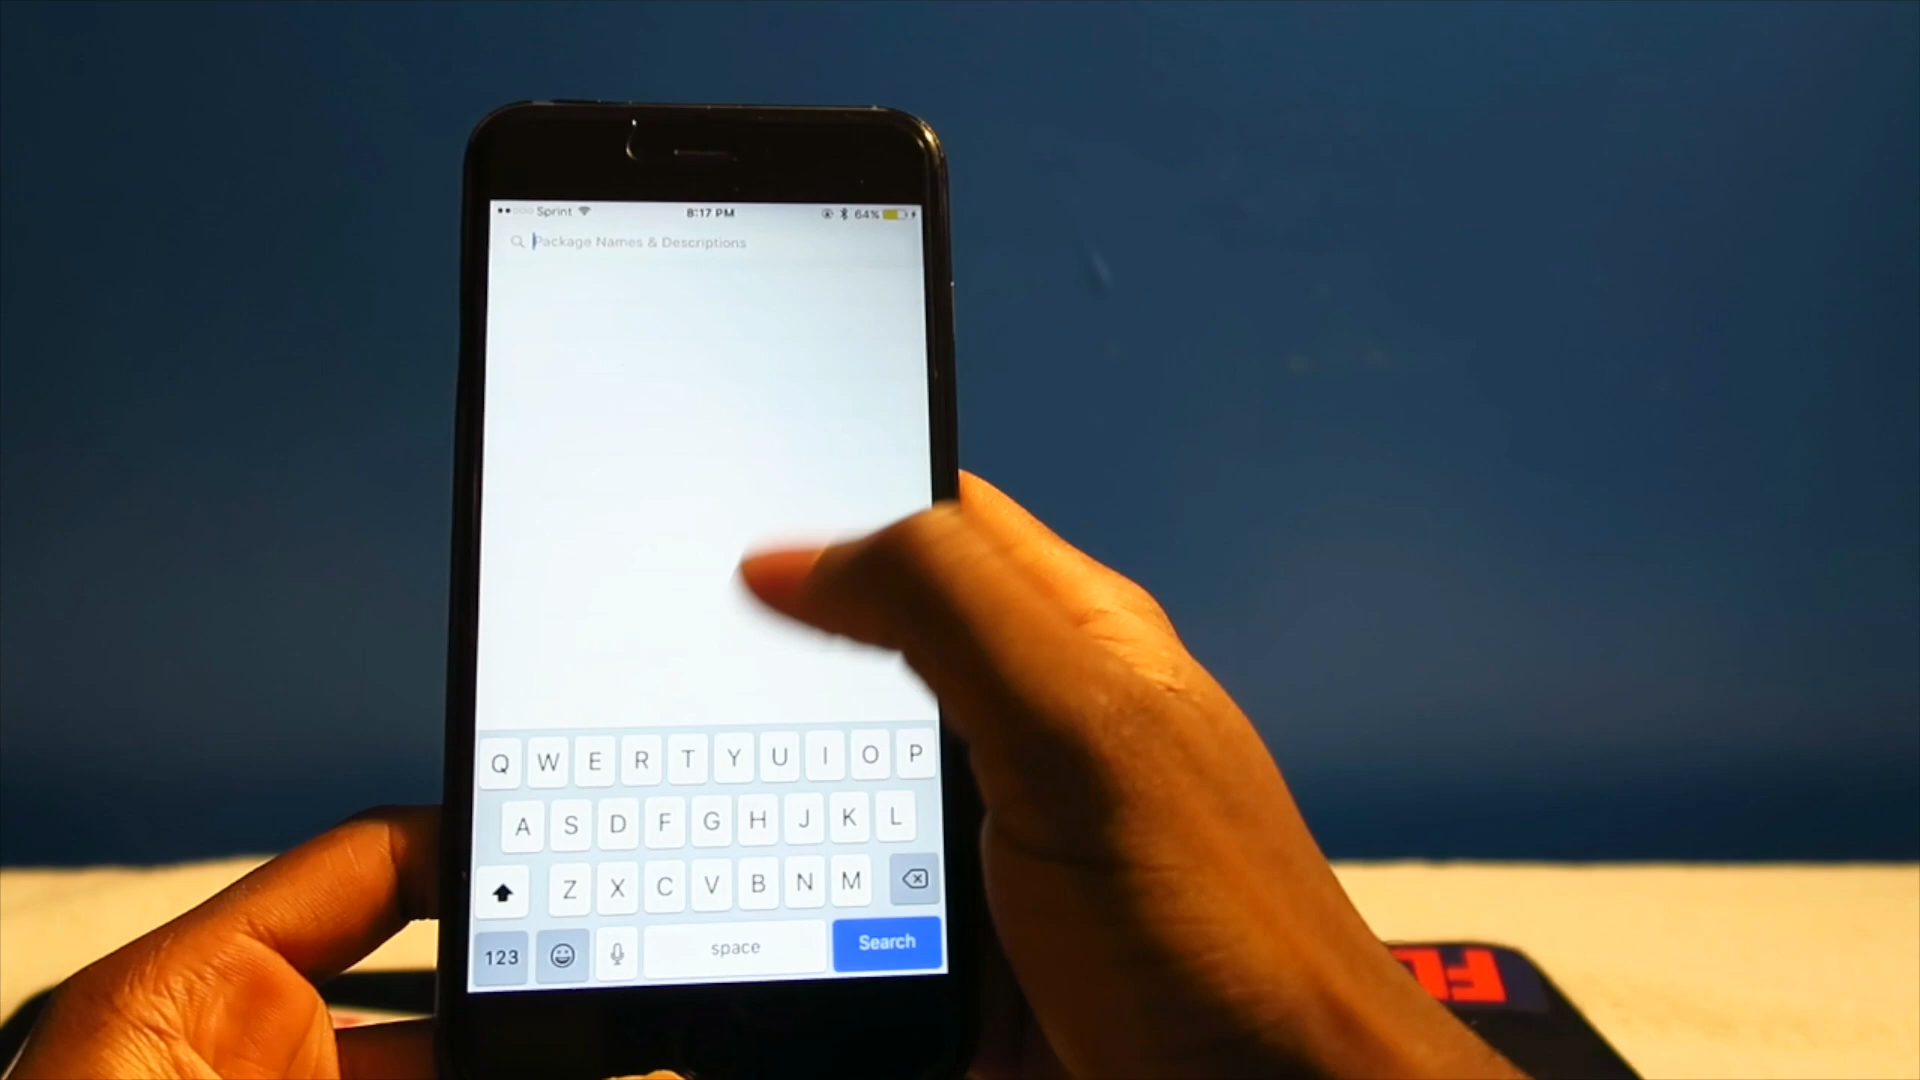 Sprint 8:17 PM 64%
Package Names & Descriptions
Q W E R T Y U I O P
A S D F G H J K L
Z X C V B N M
123 space Search